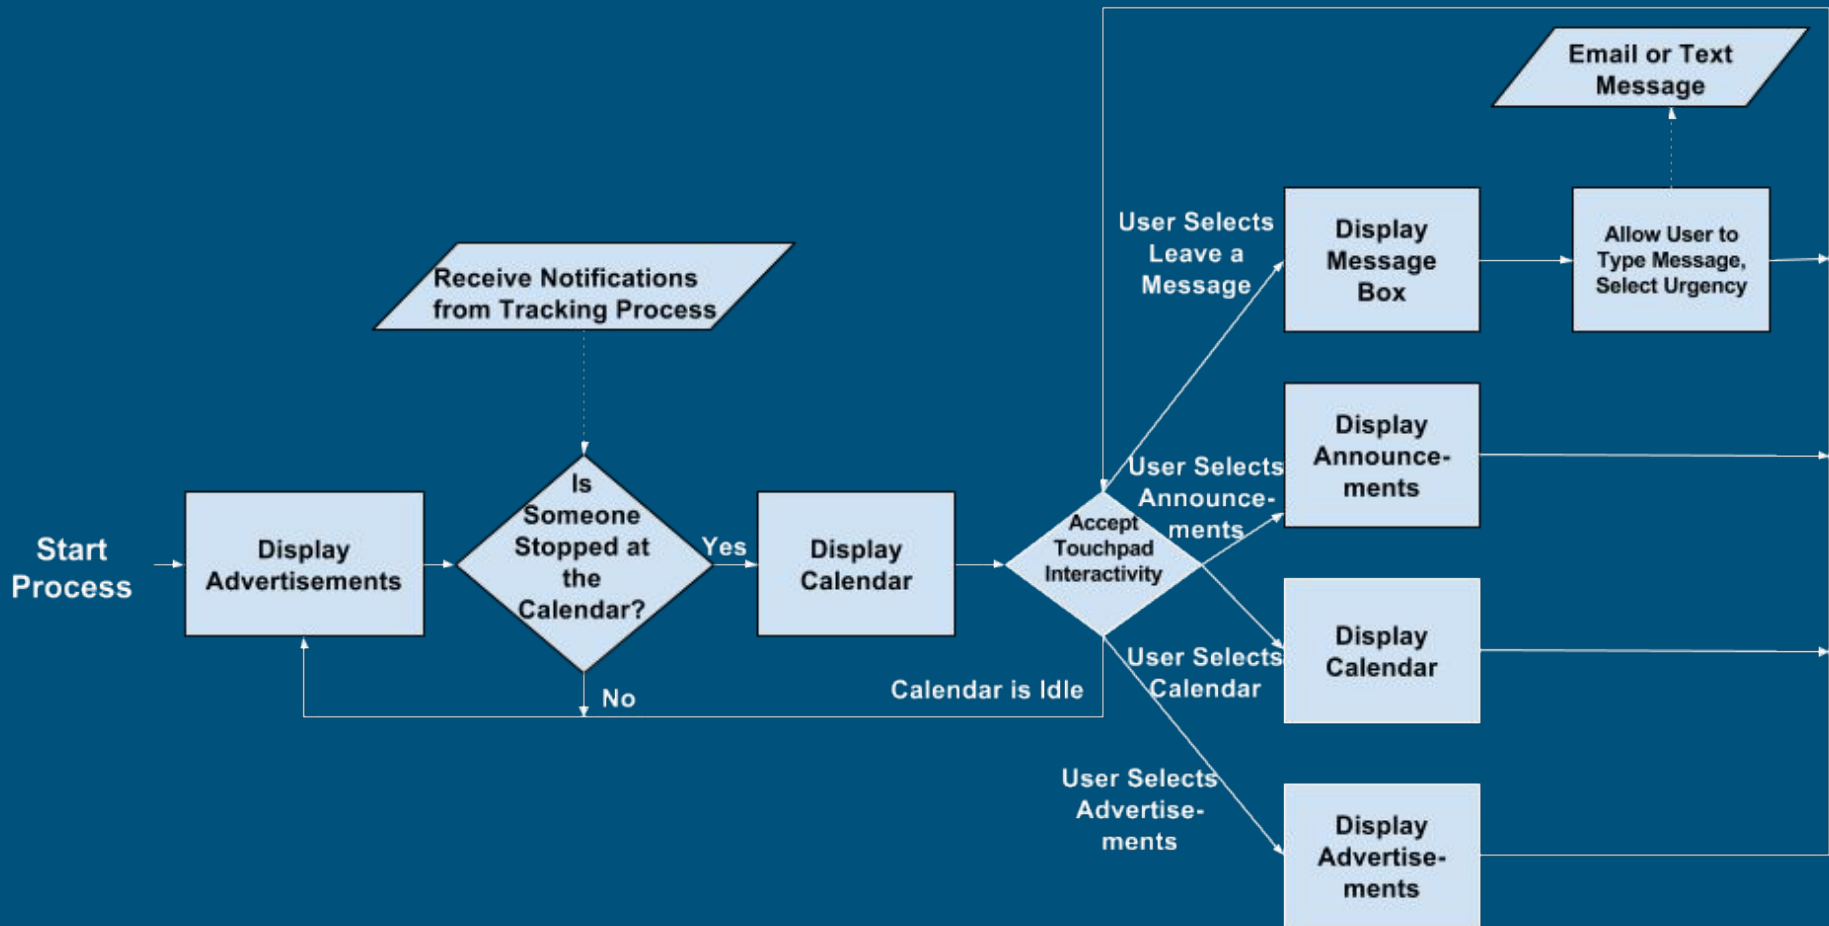 Email or Text
Message
User Selects
Leave a
Message
Display
Message
Box
Allow User to
Type Message,
Select Urgency
Receive Notifications
from Tracking Process
Start
Process
Display
Advertisements
Is
Someone
Stopped at
the
Calendar?
Yes
No
Display
Calendar
Accept
Touchpad
Interactivity
Calendar is Idle
User Selects
Announce-
ments
Display
Announce-
ments
User Selects
Calendar
Display
Calendar
User Selects
Advertise-
ments
Display
Advertise-
ments